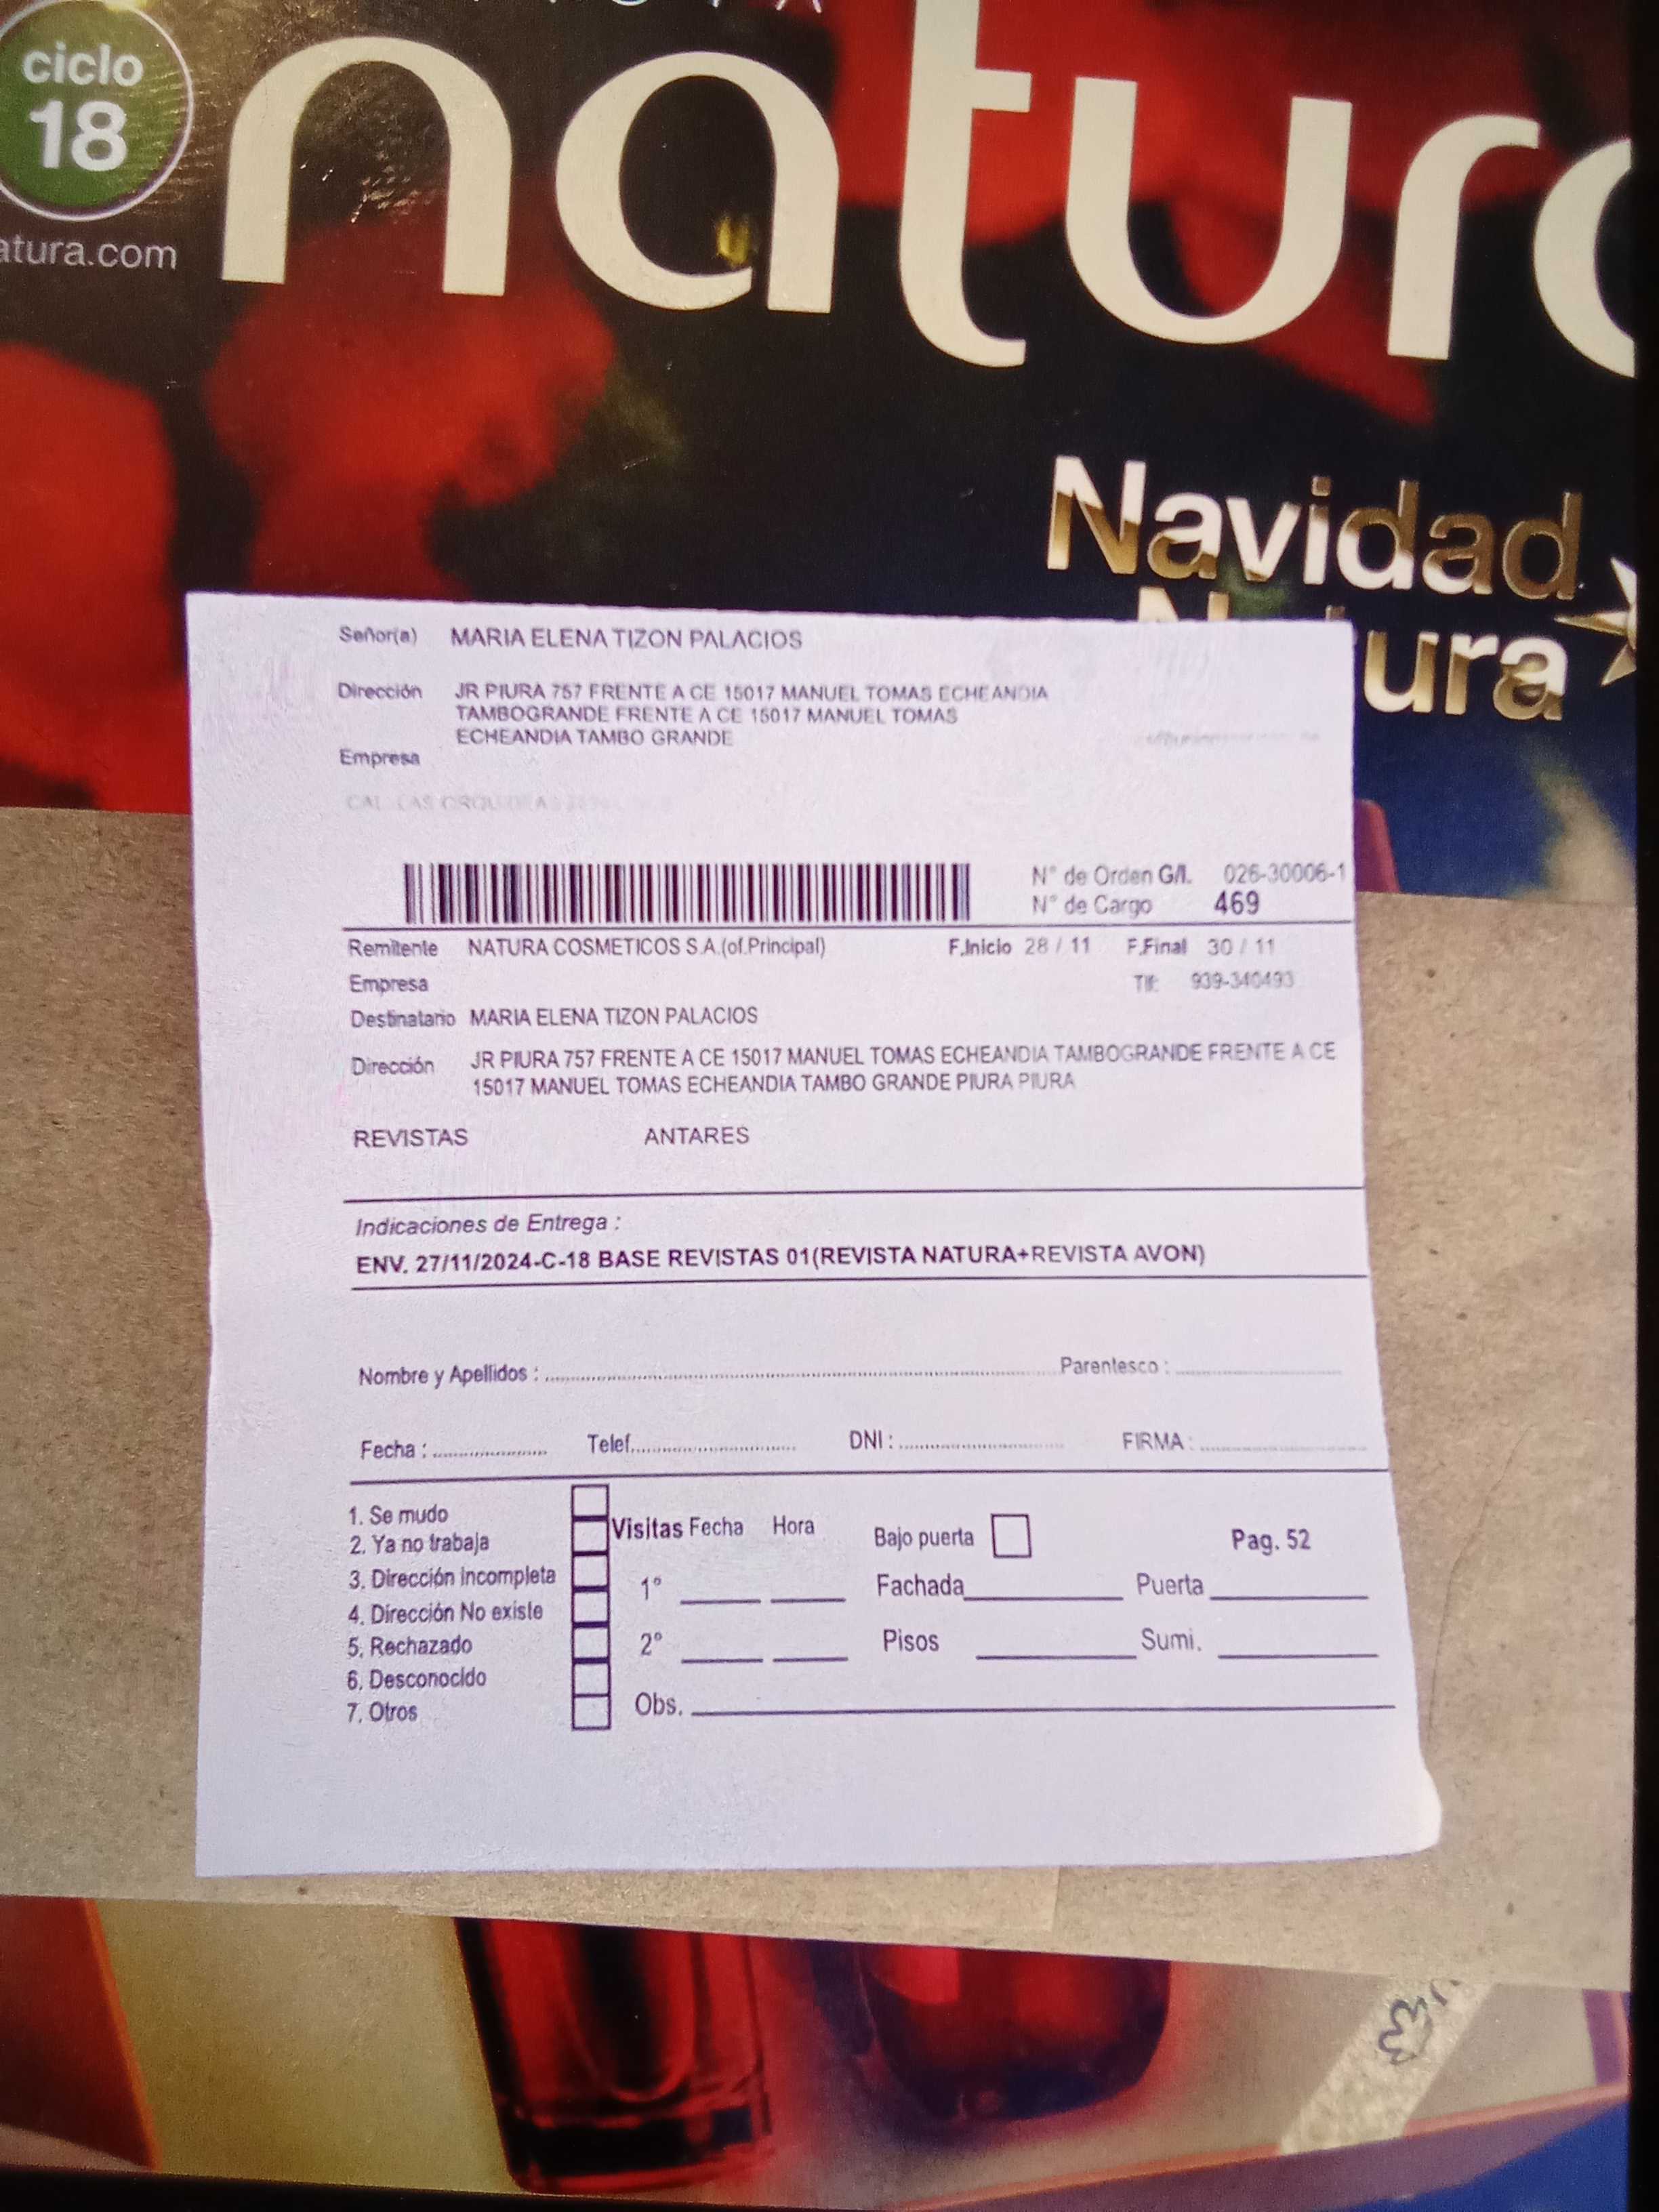 ciclo
18
natura
atura.com
Navidad
ura
Señor(a) MARIA ELENA TIZON PALACIOS
Dirección JR PIURA 757 FRENTE A CE 15017 MANUEL TOMAS ECHEANDIA
TAMBOGRANDE FRENTE A CE 15017 MANUEL TOMAS
ECHEANDIA TAMBO GRANDE
Empresa
N° de Orden G/I. 026-30006-1
N° de Cargo 469
Remitente NATURA COSMETICOS S.A.(of.Principal) F.Inicio 28 / 11 F.Final 30 / 11
Empresa Tlf: 939-340493
Destinatario MARIA ELENA TIZON PALACIOS
Dirección JR PIURA 757 FRENTE A CE 15017 MANUEL TOMAS ECHEANDIA TAMBOGRANDE FRENTE A CE
15017 MANUEL TOMAS ECHEANDIA TAMBO GRANDE PIURA PIURA
REVISTAS ANTARES
Indicaciones de Entrega :
ENV. 27/11/2024-C-18 BASE REVISTAS 01(REVISTA NATURA+REVISTA AVON)
Nombre y Apellidos : Parentesco :
Fecha : Telef. DNI : FIRMA :
1. Se mudo
2. Ya no trabaja
3. Dirección Incompleta
4. Dirección No existe
5. Rechazado
6. Desconocido
7. Otros
Visitas Fecha Hora Bajo puerta Pag. 52
1° Fachada Puerta
2° Pisos Sumi.
Obs.